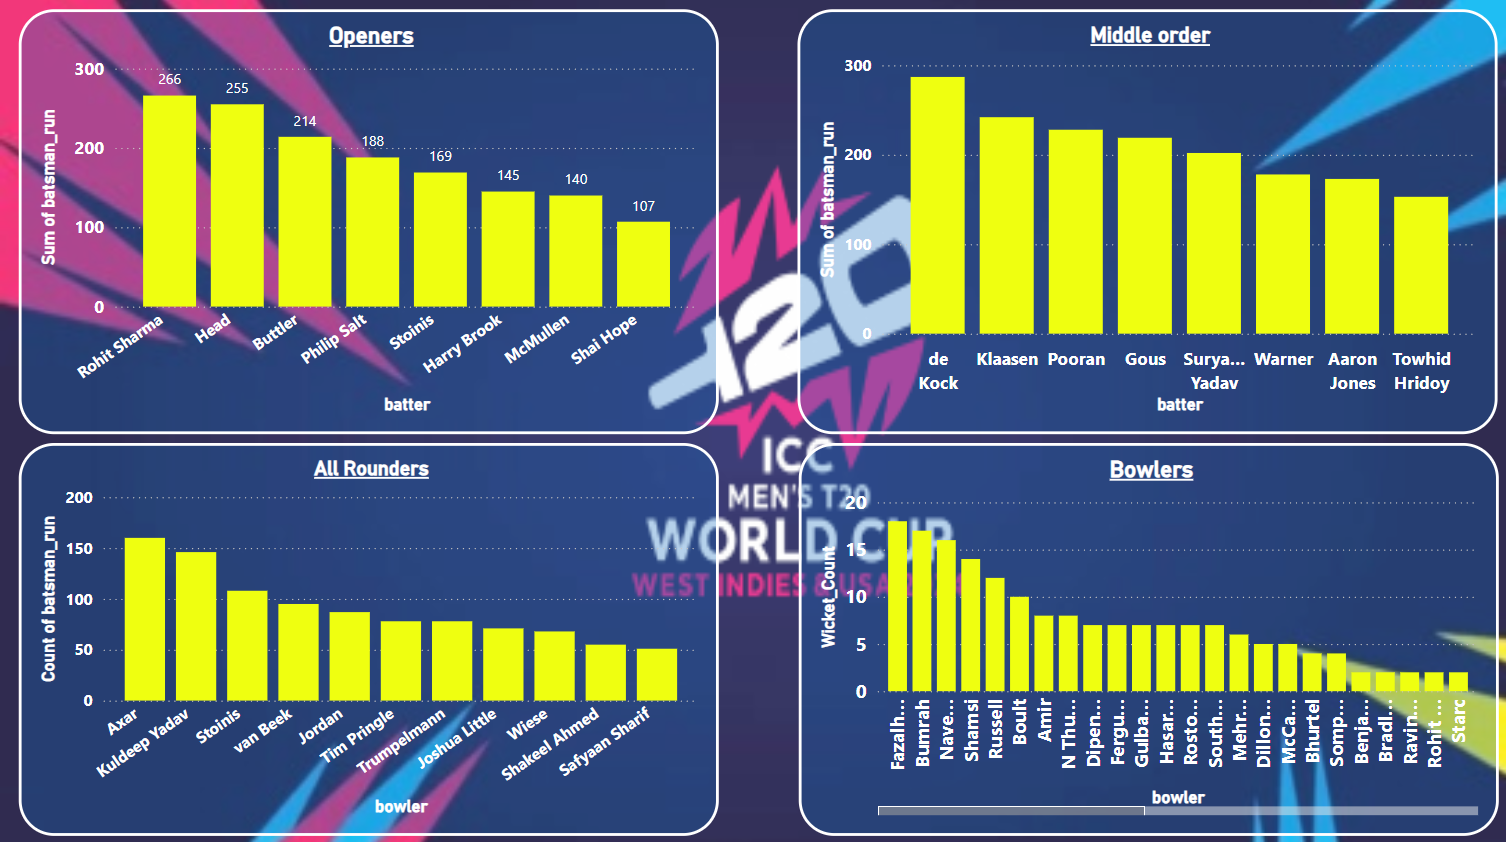 Openers
Sum of batsman_run
300
200
100
0
266
255
214
188
169
145
140
107
Rohit Sharma
Head
Buttler
Philip Salt
Stoinis
Harry Brook
McMullen
Shai Hope
batter
Middle order
Sum of batsman_run
300
200
100
0
de Kock
Klaasen
Pooran
Gous
Surya... Yadav
Warner
Aaron Jones
Towhid Hridoy
batter
ICC
MEN'S T20
WORLD CUP
WEST INDIES & USA
All Rounders
Count of batsman_run
200
150
100
50
0
Axar
Kuldeep Yadav
Stoinis
van Beek
Jordan
Tim Pringle
Trumpelmann
Joshua Little
Wiese
Shakeel Ahmed
Safyaan Sharif
bowler
Bowlers
Wicket_Count
20
15
10
5
0
Fazalh...
Bumrah
Nave...
Shamsi
Russell
Boult
Amir
N Thu...
Dipen...
Fergu...
Gulba...
Hasar...
Rosto...
South...
Mehr...
Dillon...
McCa...
Bhurtel
Somp...
Benja...
Bradl...
Ravin...
Rohit ...
Starc
bowler